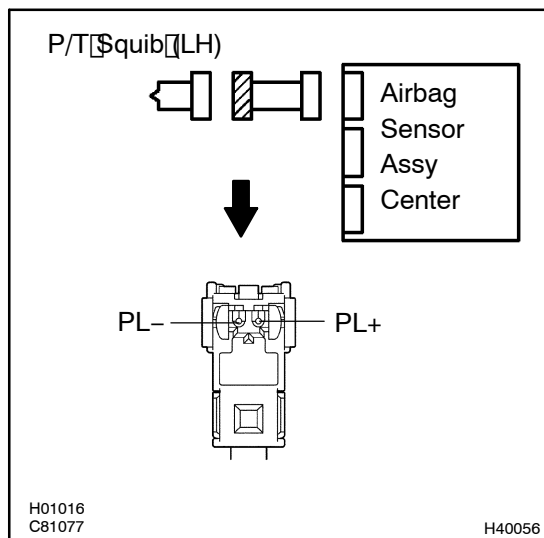 P/T Squib (LH)
Airbag
Sensor
Assy
Center
PL−
PL+
H01016
C81077
H40056